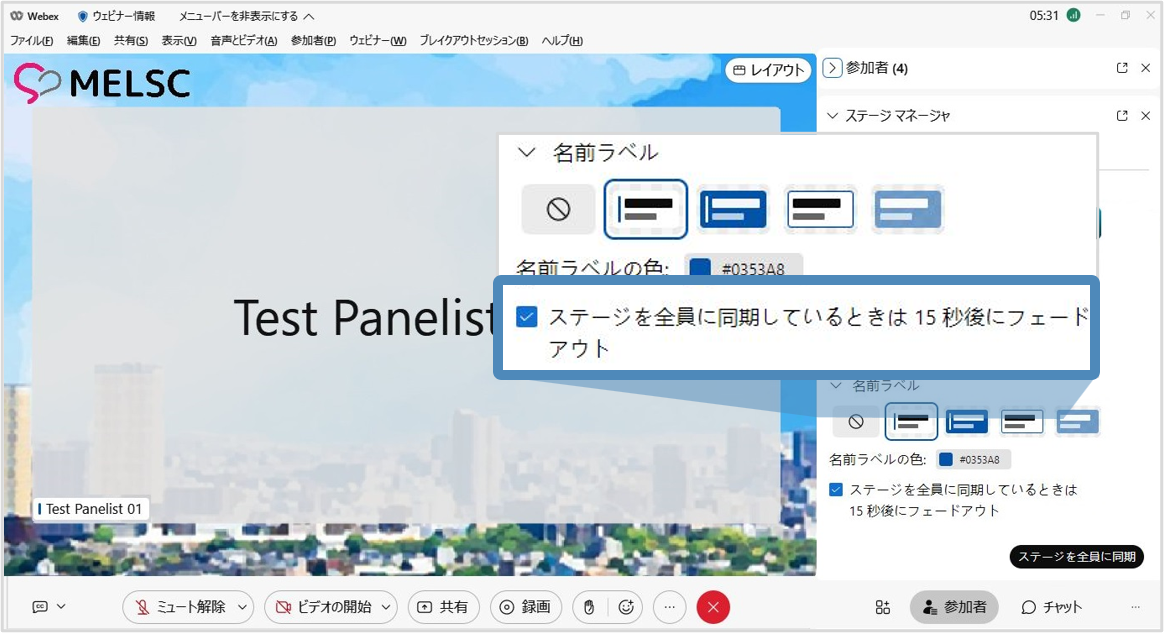 Webex ウェビナー情報 メニューバーを非表示にする 05:31
ファイル(F) 編集(E) 共有(S) 表示(V) 音声とビデオ(A) 参加者(P) ウェビナー(W) ブレイクアウトセッション(B) ヘルプ(H)
MELSC
レイアウト
参加者 (4)
ステージ マネージャ
名前ラベル
名前ラベルの色: #0353A8
ステージを全員に同期しているときは 15 秒後にフェード
アウト
Test Panelist
名前ラベル
名前ラベルの色: #0353A8
ステージを全員に同期しているときは
15 秒後にフェードアウト
Test Panelist 01
ステージを全員に同期
CC ミュート解除 ビデオの開始 共有 録画 参加者 チャット